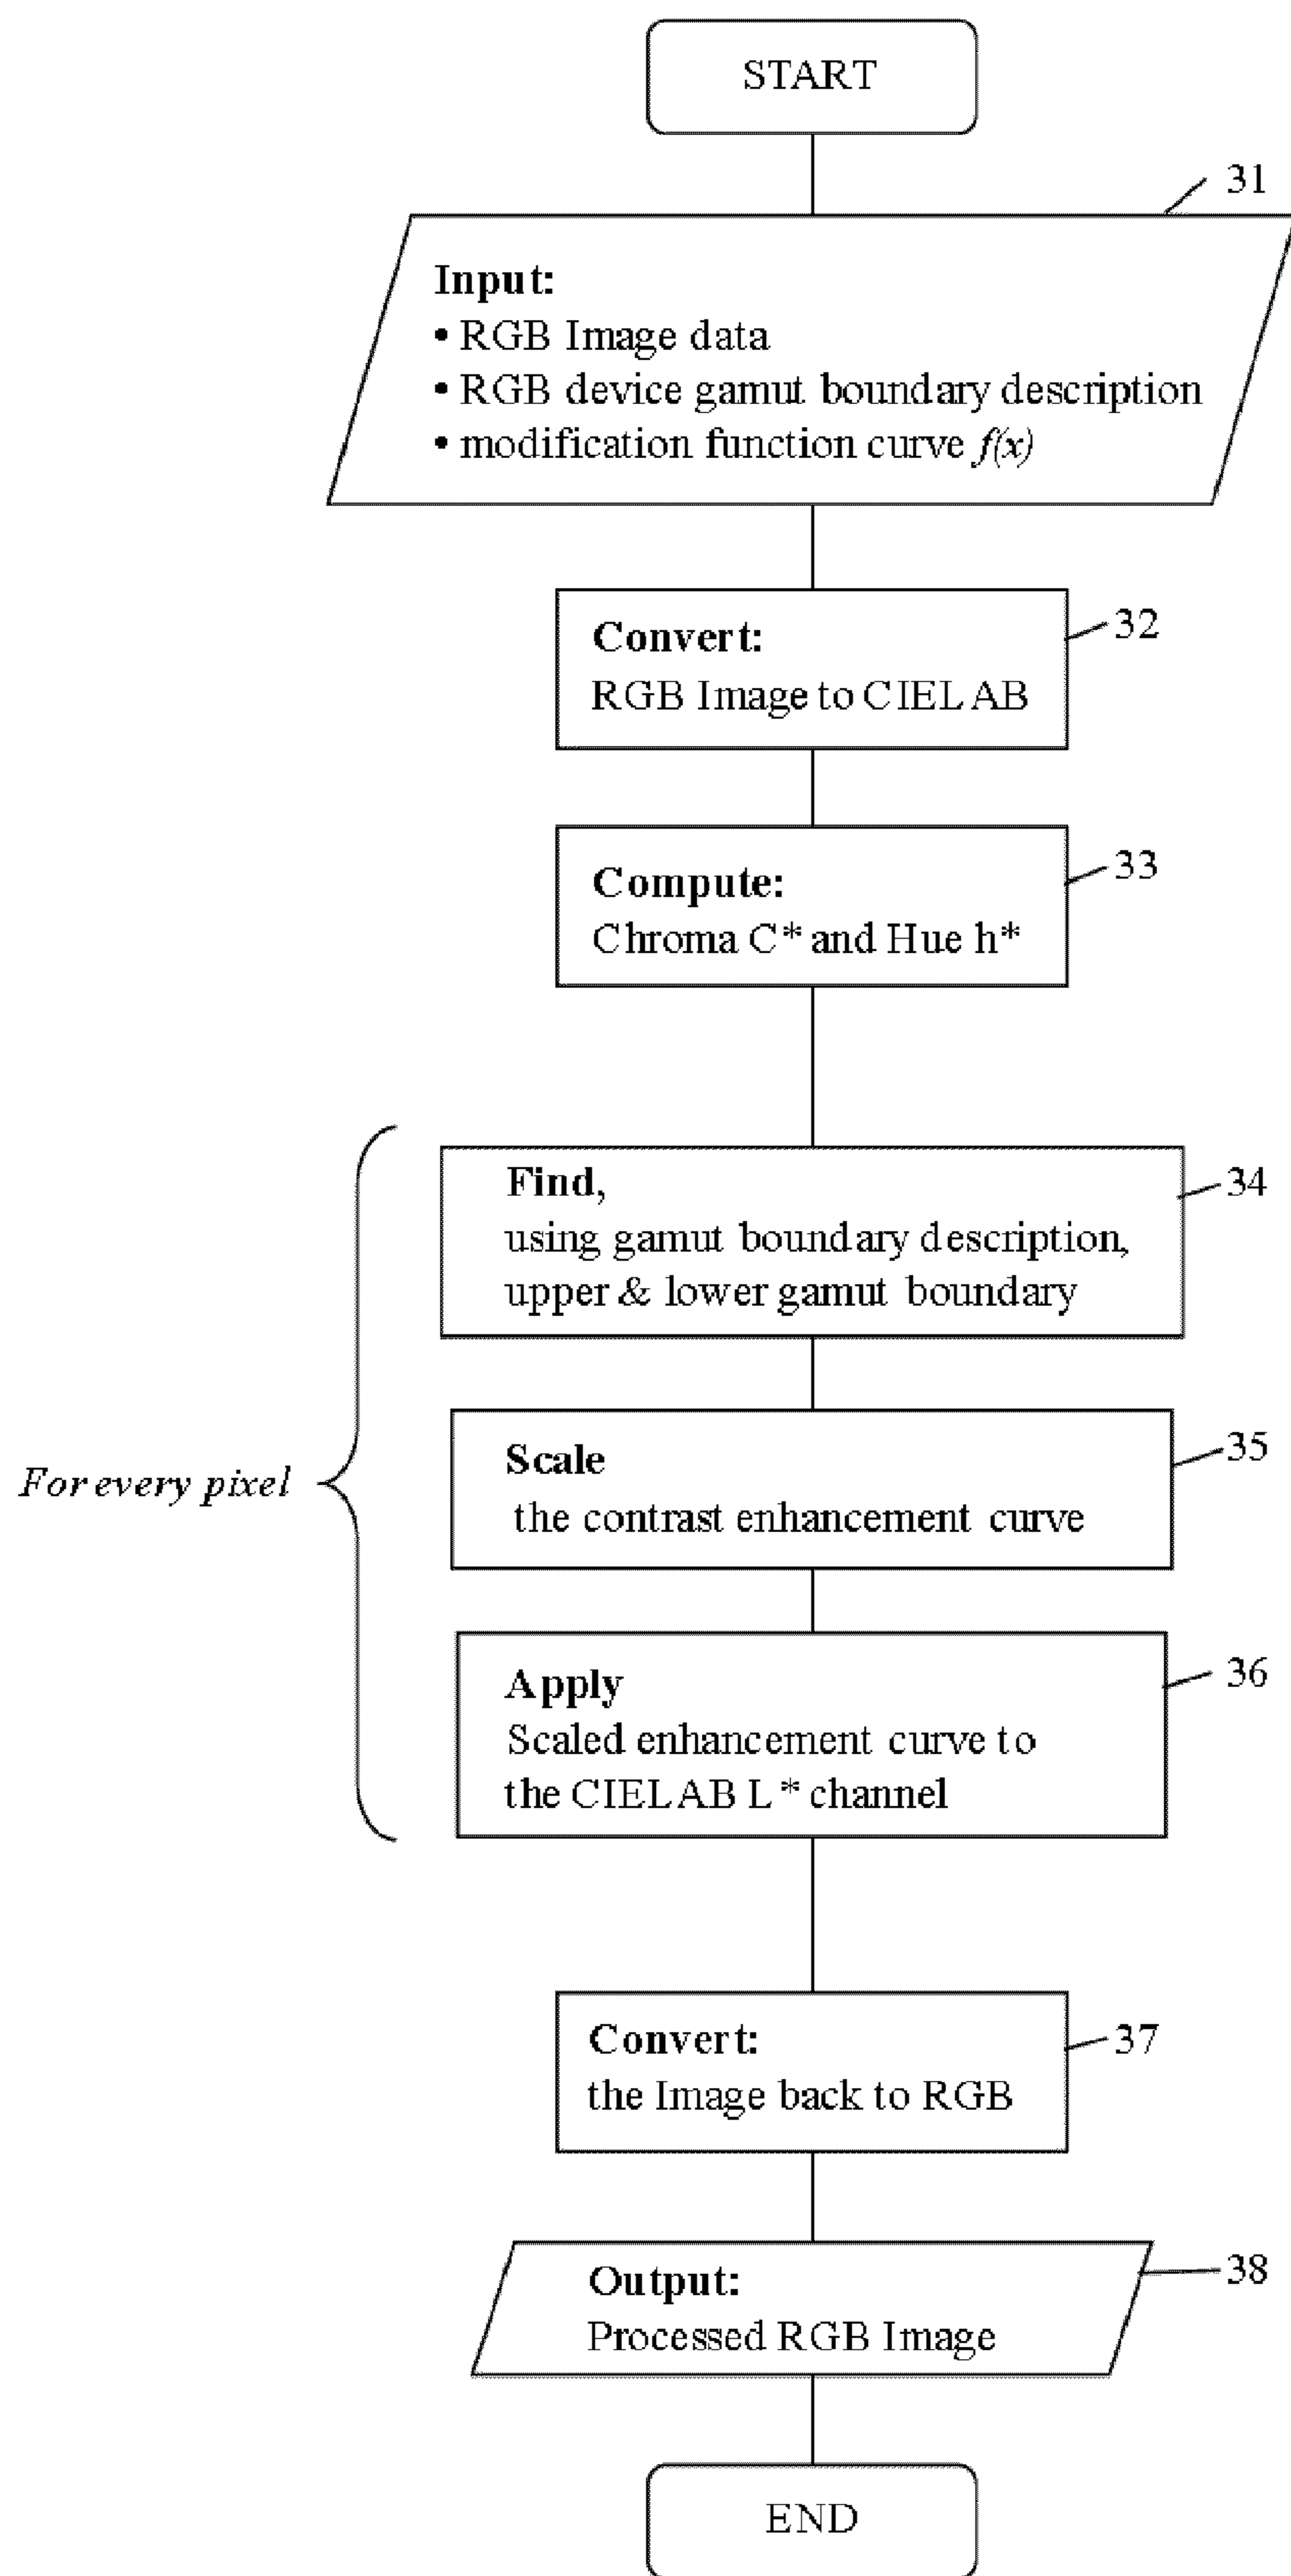 START
31
Input:
• RGB Image data
• RGB device gamut boundary description
• modification function curve f(x)
32
Convert:
RGB Image to CIELAB
33
Compute:
Chroma C* and Hue h*
34
Find,
using gamut boundary description,
upper & lower gamut boundary
35
Scale
the contrast enhancement curve
For every pixel
36
Apply
Scaled enhancement curve to
the CIELAB L* channel
37
Convert:
the Image back to RGB
38
Output:
Processed RGB Image
END